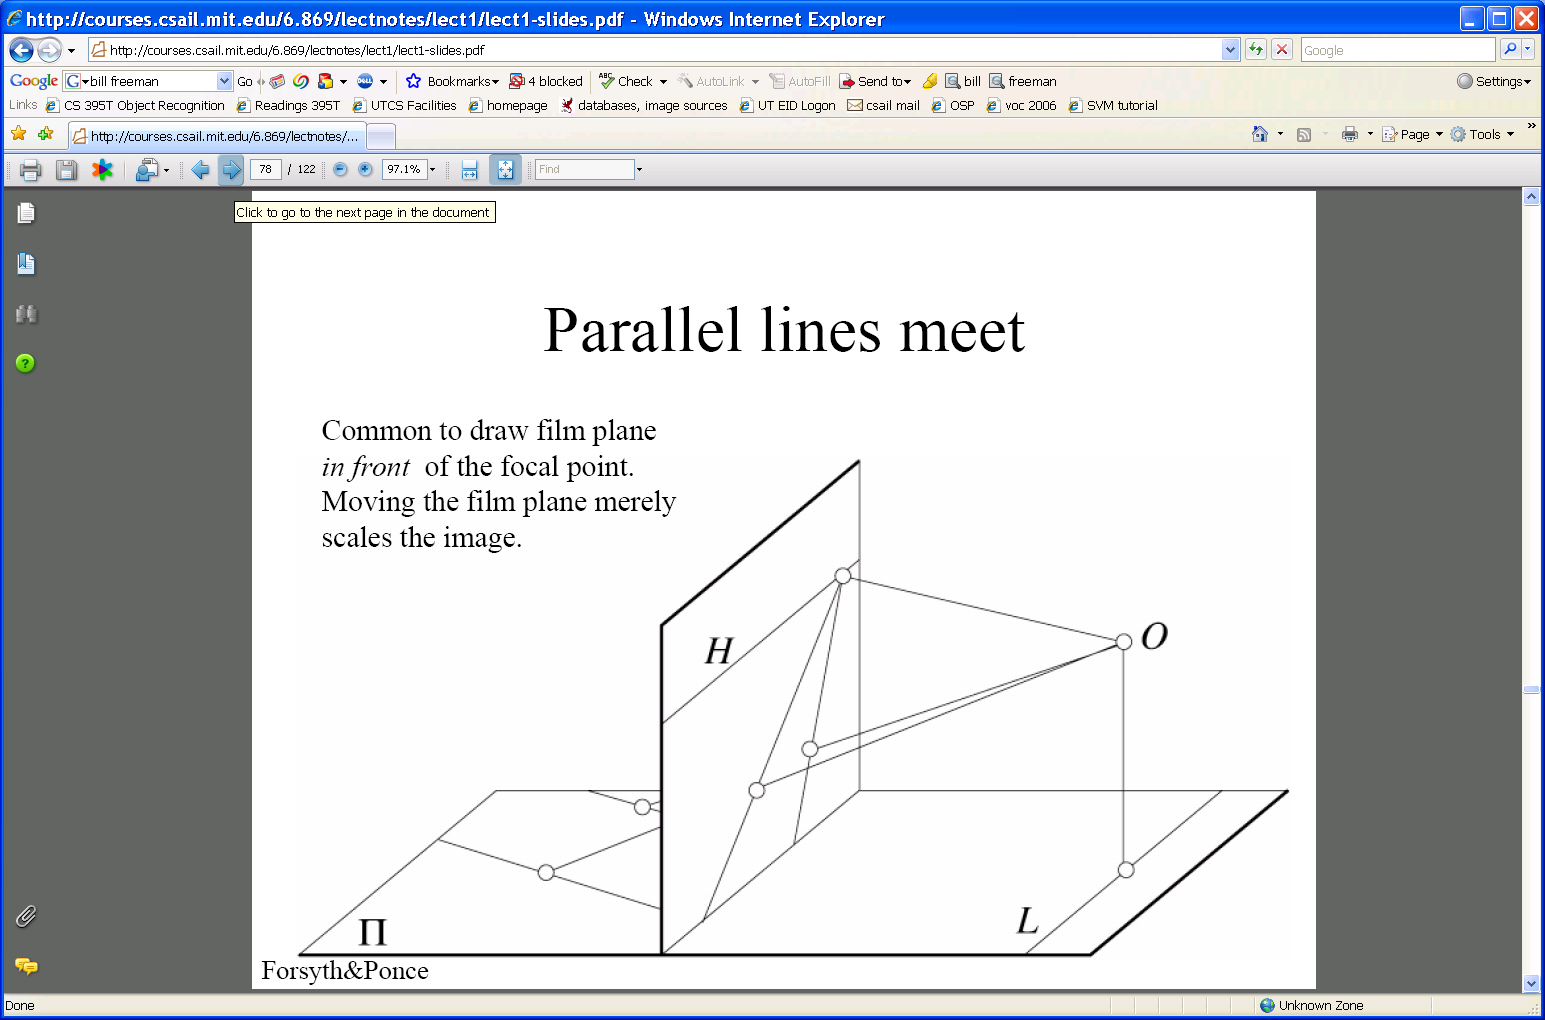 http://courses.csail.mit.edu/6.869/lectnotes/lect1/lect1-slides.pdf - Windows Internet Explorer
http://courses.csail.mit.edu/6.869/lectnotes/lect1/lect1-slides.pdf
Google
Google G bill freeman Go Bookmarks 4 blocked ABC Check AutoLink AutoFill Send to bill freeman Settings
Links CS 395T Object Recognition Readings 395T UTCS Facilities homepage databases, image sources UT EID Logon csail mail OSP voc 2006 SVM tutorial
http://courses.csail.mit.edu/6.869/lectnotes/... Page Tools »
78 / 122 97.1% Find
Click to go to the next page in the document
Parallel lines meet
Common to draw film plane
in front of the focal point.
Moving the film plane merely
scales the image.
H
O
Π
L
Forsyth&Ponce
Done Unknown Zone